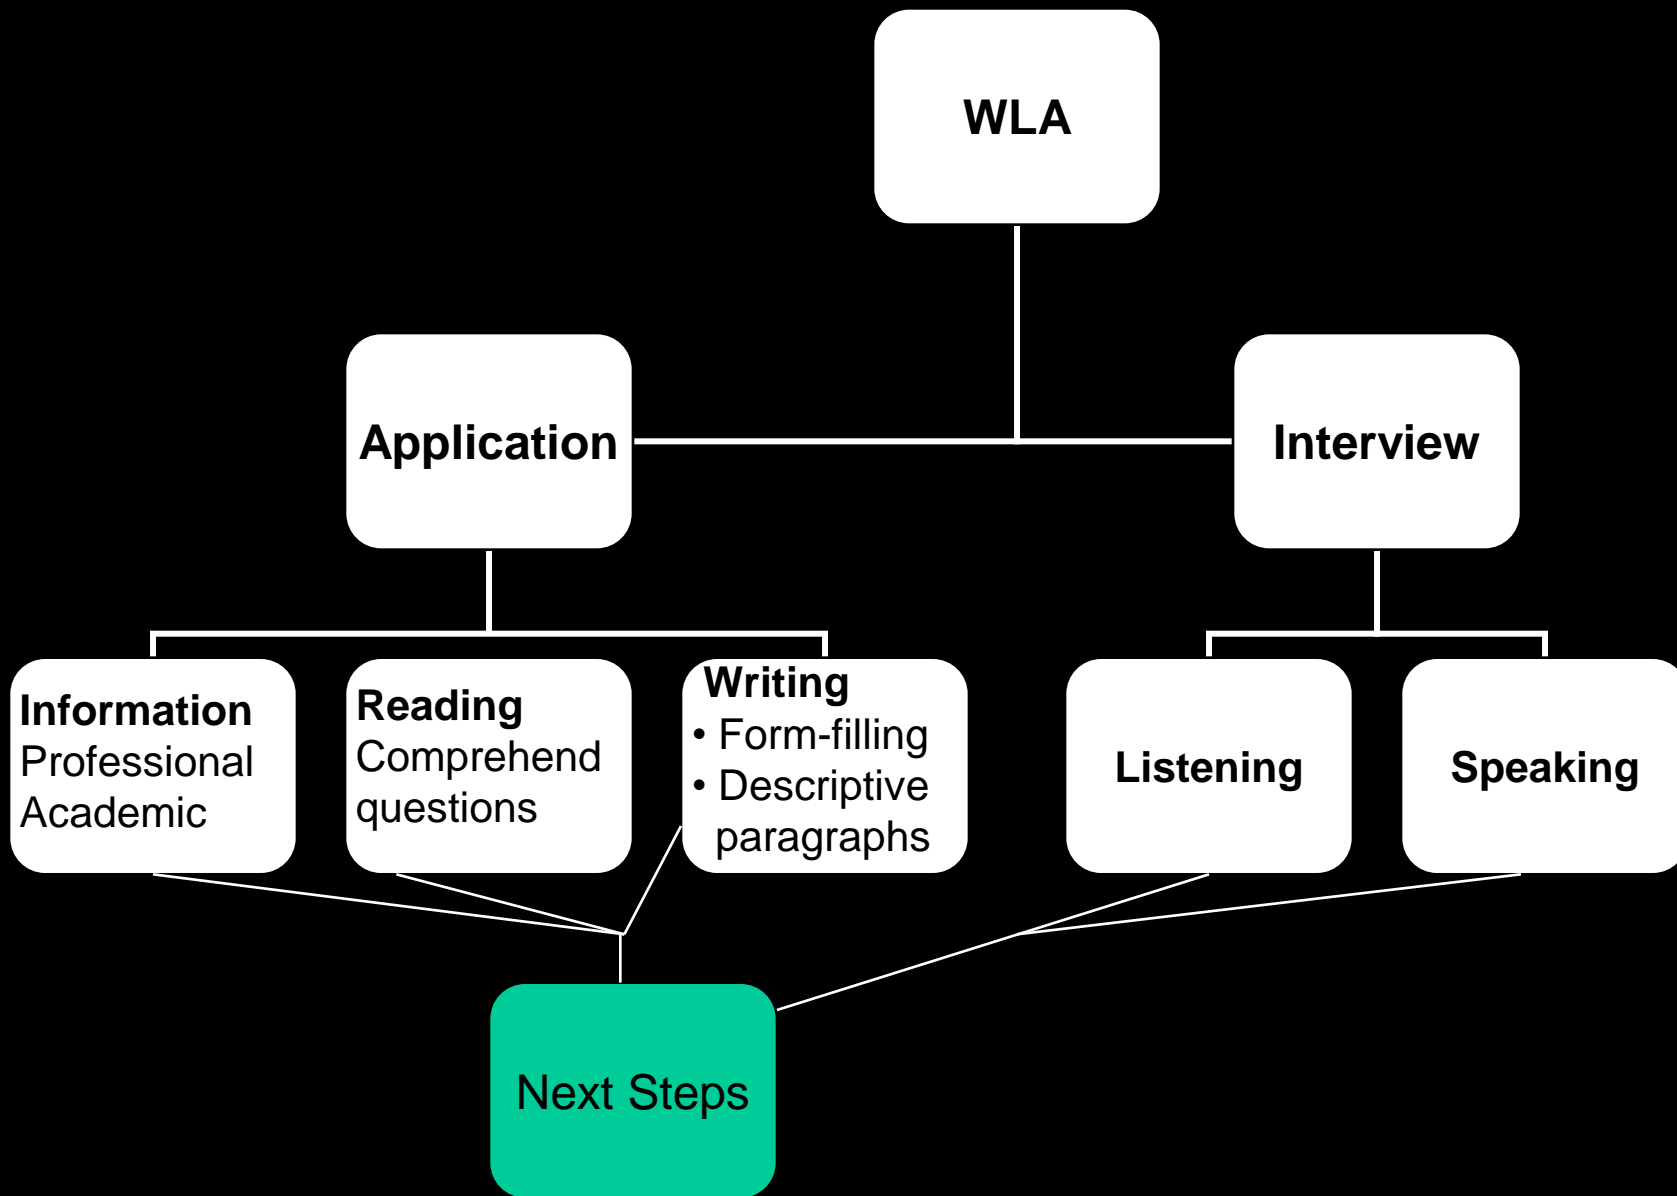 WLA
Application
Interview
Information
Professional
Academic
Reading
Comprehend
questions
Writing
• Form-filling
• Descriptive
paragraphs
Listening
Speaking
Next Steps